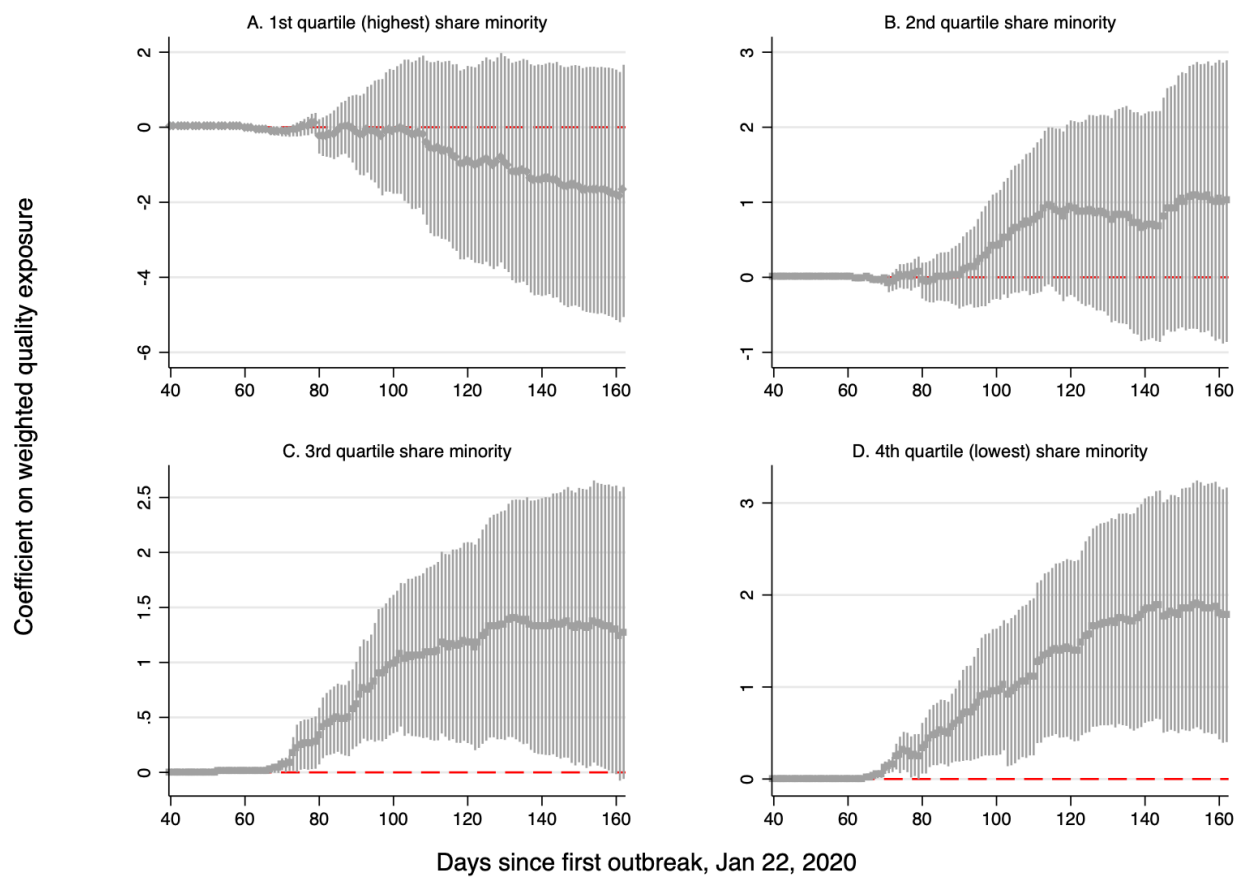 A. 1st quartile (highest) share minority
2
0
-2
-4
-6
40 60 80 100 120 140 160
B. 2nd quartile share minority
3
2
1
0
-1
40 60 80 100 120 140 160
C. 3rd quartile share minority
2.5
2
1.5
1
.5
0
40 60 80 100 120 140 160
D. 4th quartile (lowest) share minority
3
2
1
0
40 60 80 100 120 140 160
Coefficient on weighted quality exposure
Days since first outbreak, Jan 22, 2020